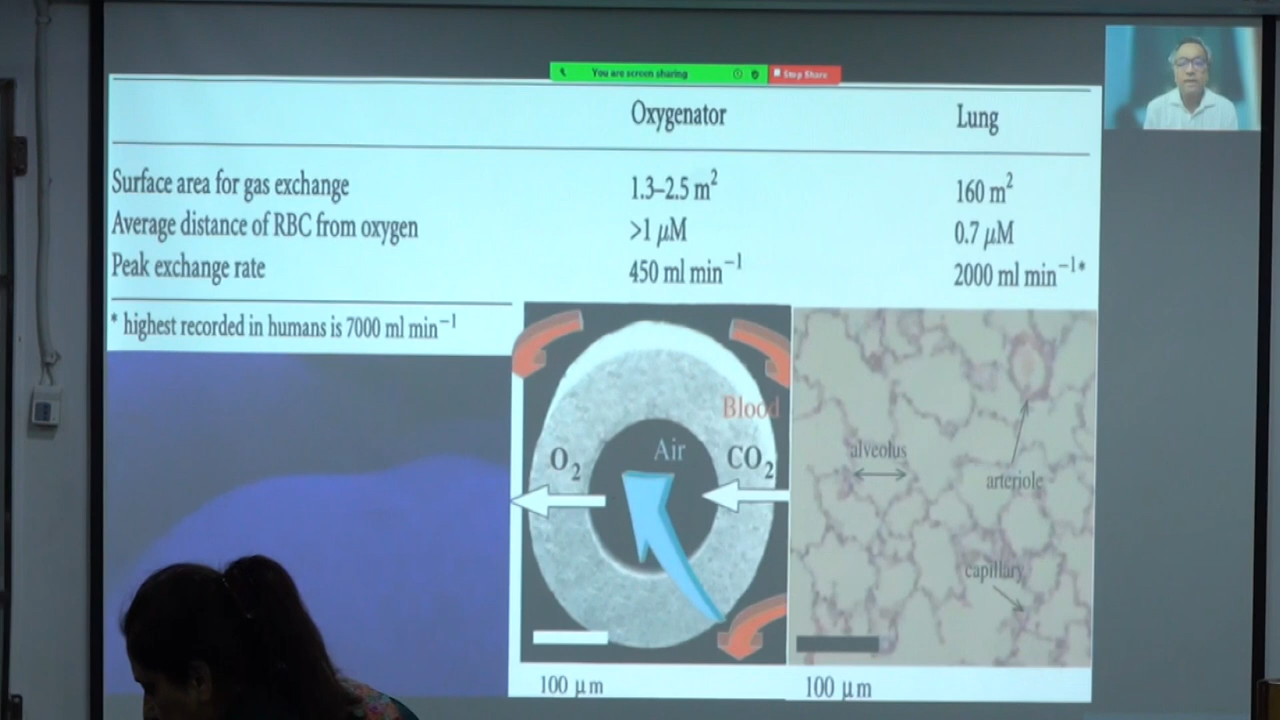 You are screen sharing
Stop Share
Oxygenator Lung
Surface area for gas exchange 1.3–2.5 m² 160 m²
Average distance of RBC from oxygen >1 μM 0.7 μM
Peak exchange rate 450 ml min⁻¹ 2000 ml min⁻¹*
* highest recorded in humans is 7000 ml min⁻¹
Blood
Air
O₂ CO₂
alveolus
arteriole
capillary
100 μm
100 μm